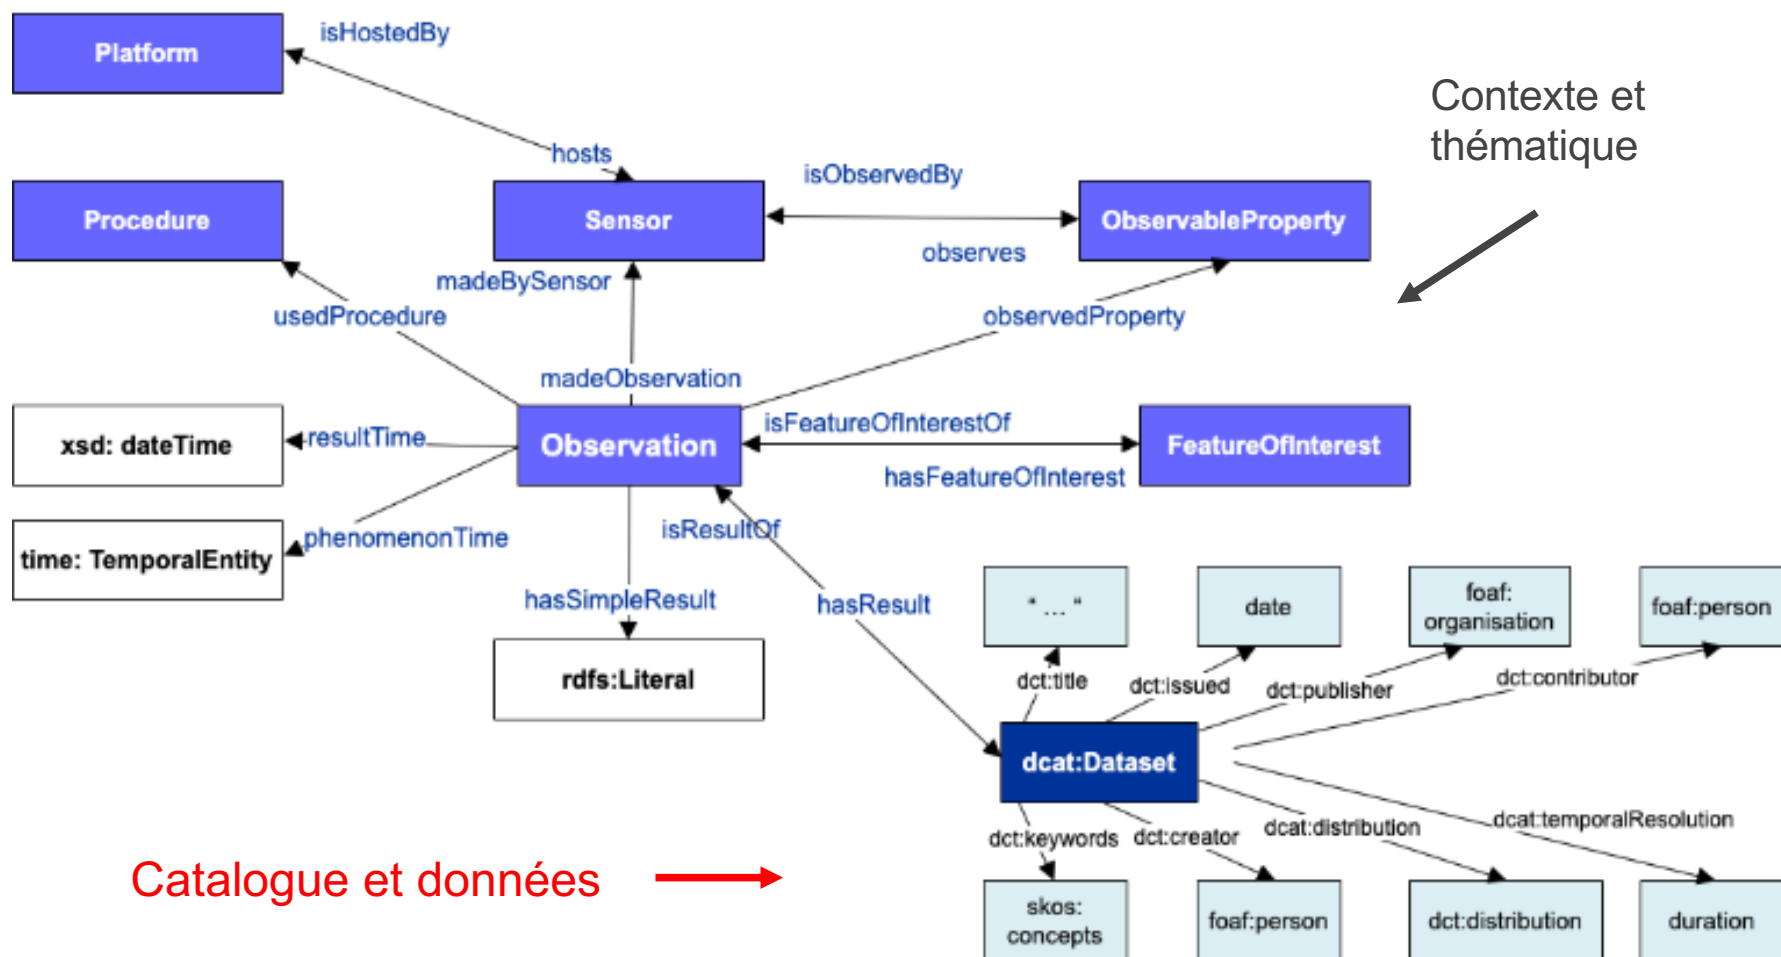 Platform
isHostedBy
Contexte et
thématique
hosts
isObservedBy
Procedure
Sensor
ObservableProperty
observes
madeBySensor
usedProcedure
observedProperty
madeObservation
xsd: dateTime
resultTime
Observation
isFeatureOfInterestOf
FeatureOfInterest
hasFeatureOfInterest
isResultOf
phenomenonTime
time: TemporalEntity
hasSimpleResult
hasResult
" ... "
date
foaf:
organisation
foaf:person
rdfs:Literal
dct:title
dct:issued
dct:publisher
dct:contributor
dcat:Dataset
dct:keywords
dct:creator
dcat:distribution
dcat:temporalResolution
Catalogue et données
skos:
concepts
foaf:person
dct:distribution
duration